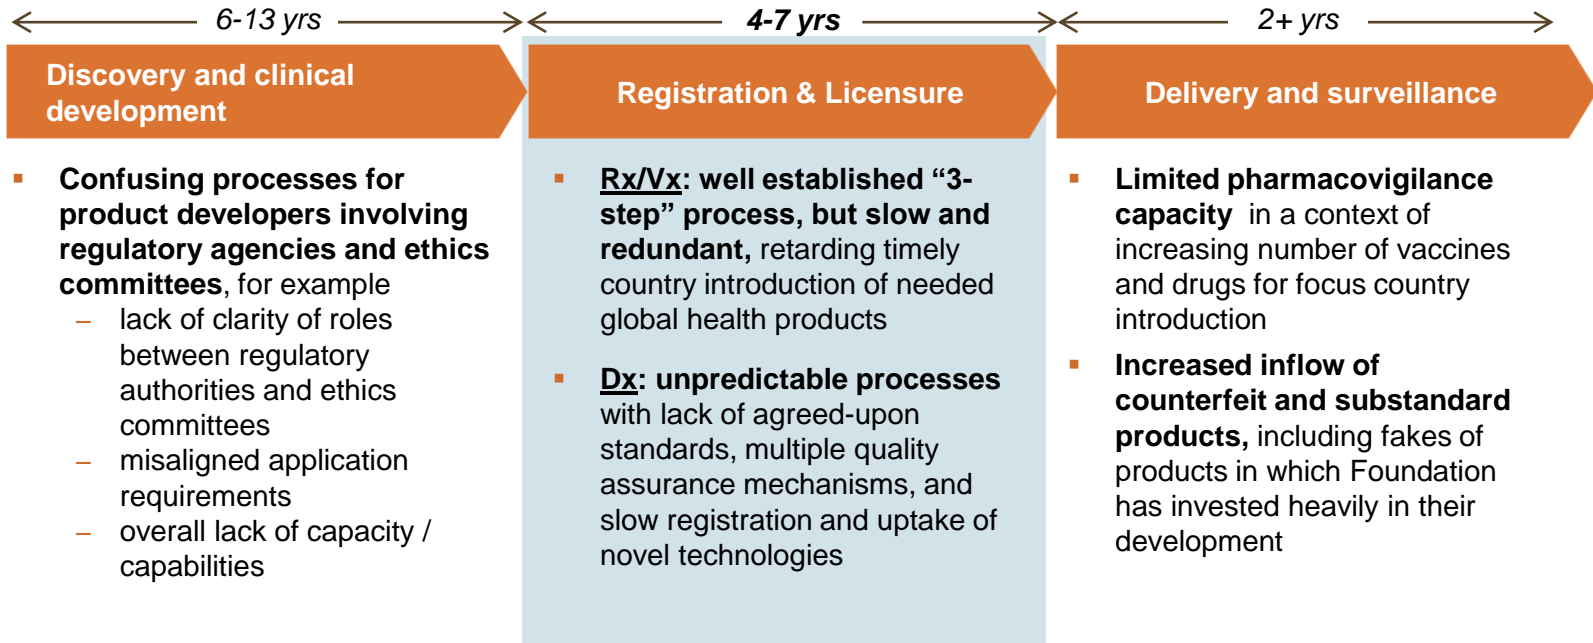 6-13 yrs
4-7 yrs
2+ yrs
Discovery and clinical
development
Registration & Licensure
Delivery and surveillance
▪ Confusing processes for
product developers involving
regulatory agencies and ethics
committees, for example
– lack of clarity of roles
between regulatory
authorities and ethics
committees
– misaligned application
requirements
– overall lack of capacity /
capabilities
▪ Rx/Vx: well established “3-
step” process, but slow and
redundant, retarding timely
country introduction of needed
global health products
▪ Dx: unpredictable processes
with lack of agreed-upon
standards, multiple quality
assurance mechanisms, and
slow registration and uptake of
novel technologies
▪ Limited pharmacovigilance
capacity in a context of
increasing number of vaccines
and drugs for focus country
introduction
▪ Increased inflow of
counterfeit and substandard
products, including fakes of
products in which Foundation
has invested heavily in their
development